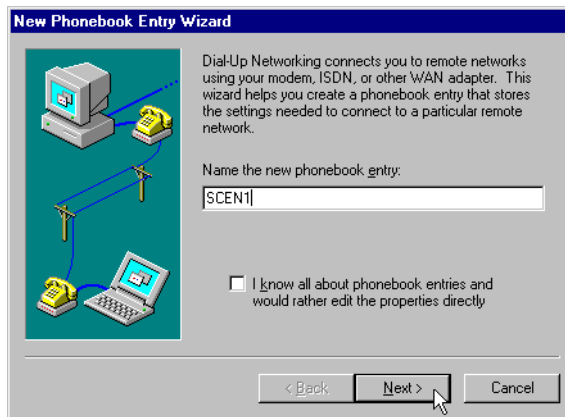 New Phonebook Entry Wizard
Dial-Up Networking connects you to remote networks
using your modem, ISDN, or other WAN adapter. This
wizard helps you create a phonebook entry that stores
the settings needed to connect to a particular remote
network.
Name the new phonebook entry:
SCEN1
I know all about phonebook entries and
would rather edit the properties directly
< Back
Next >
Cancel